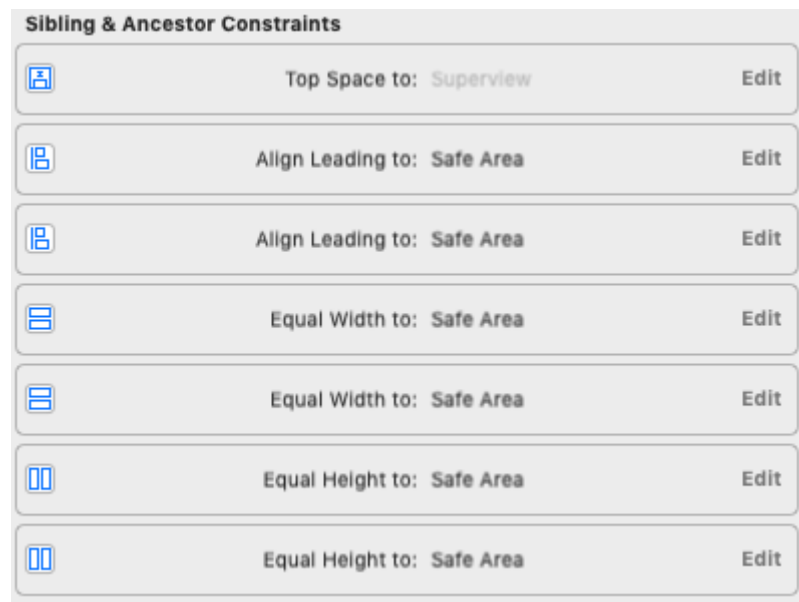 Sibling & Ancestor Constraints
Top Space to: Superview Edit
Align Leading to: Safe Area Edit
Align Leading to: Safe Area Edit
Equal Width to: Safe Area Edit
Equal Width to: Safe Area Edit
Equal Height to: Safe Area Edit
Equal Height to: Safe Area Edit